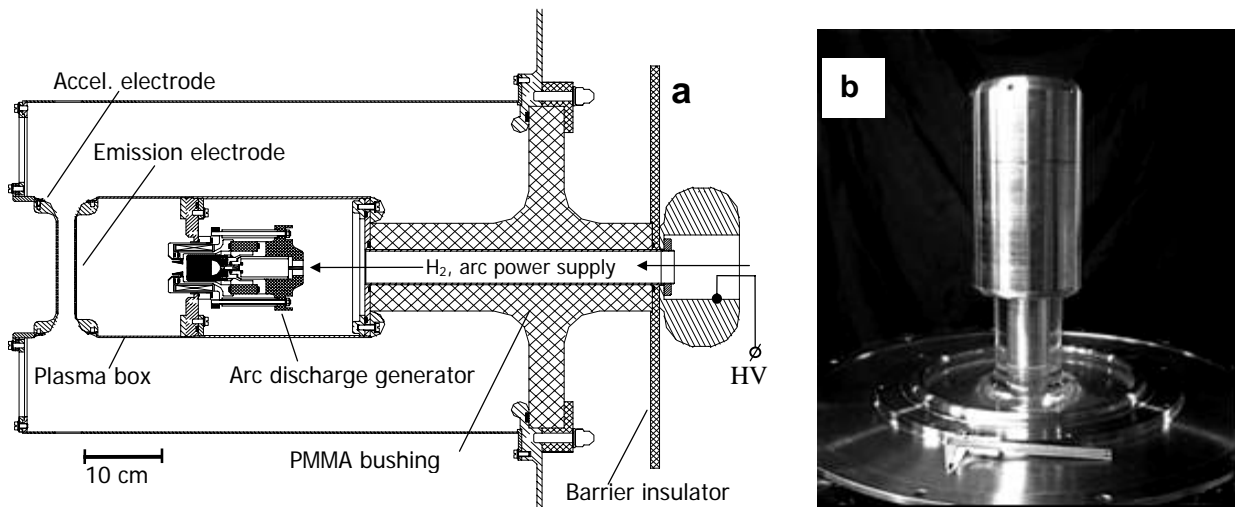 Accel. electrode
a
b
Emission electrode
H₂, arc power supply
Plasma box
Arc discharge generator
HV
10 cm
PMMA bushing
Barrier insulator